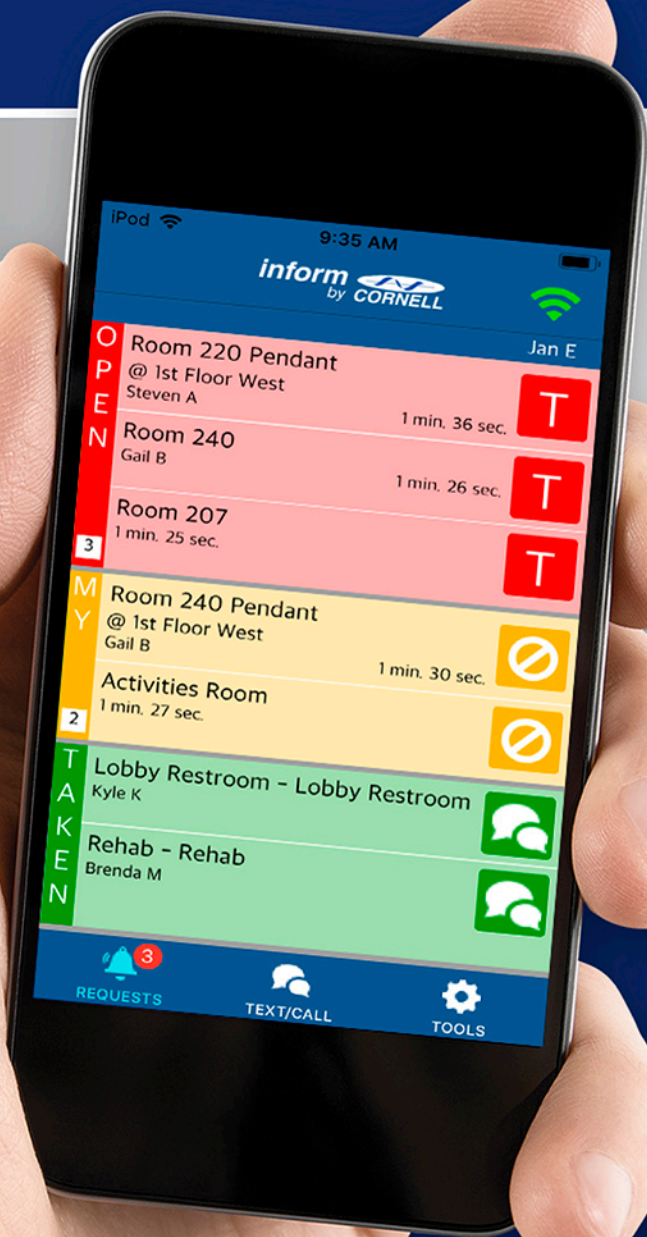 iPod
9:35 AM
inform
by CORNELL
Jan E
OPEN
3
Room 220 Pendant
@ 1st Floor West
Steven A
1 min. 36 sec.
T
Room 240
Gail B
1 min. 26 sec.
T
Room 207
1 min. 25 sec.
T
MY
2
Room 240 Pendant
@ 1st Floor West
Gail B
1 min. 30 sec.
Activities Room
1 min. 27 sec.
TAKEN
Lobby Restroom - Lobby Restroom
Kyle K
Rehab - Rehab
Brenda M
3
REQUESTS
TEXT/CALL
TOOLS